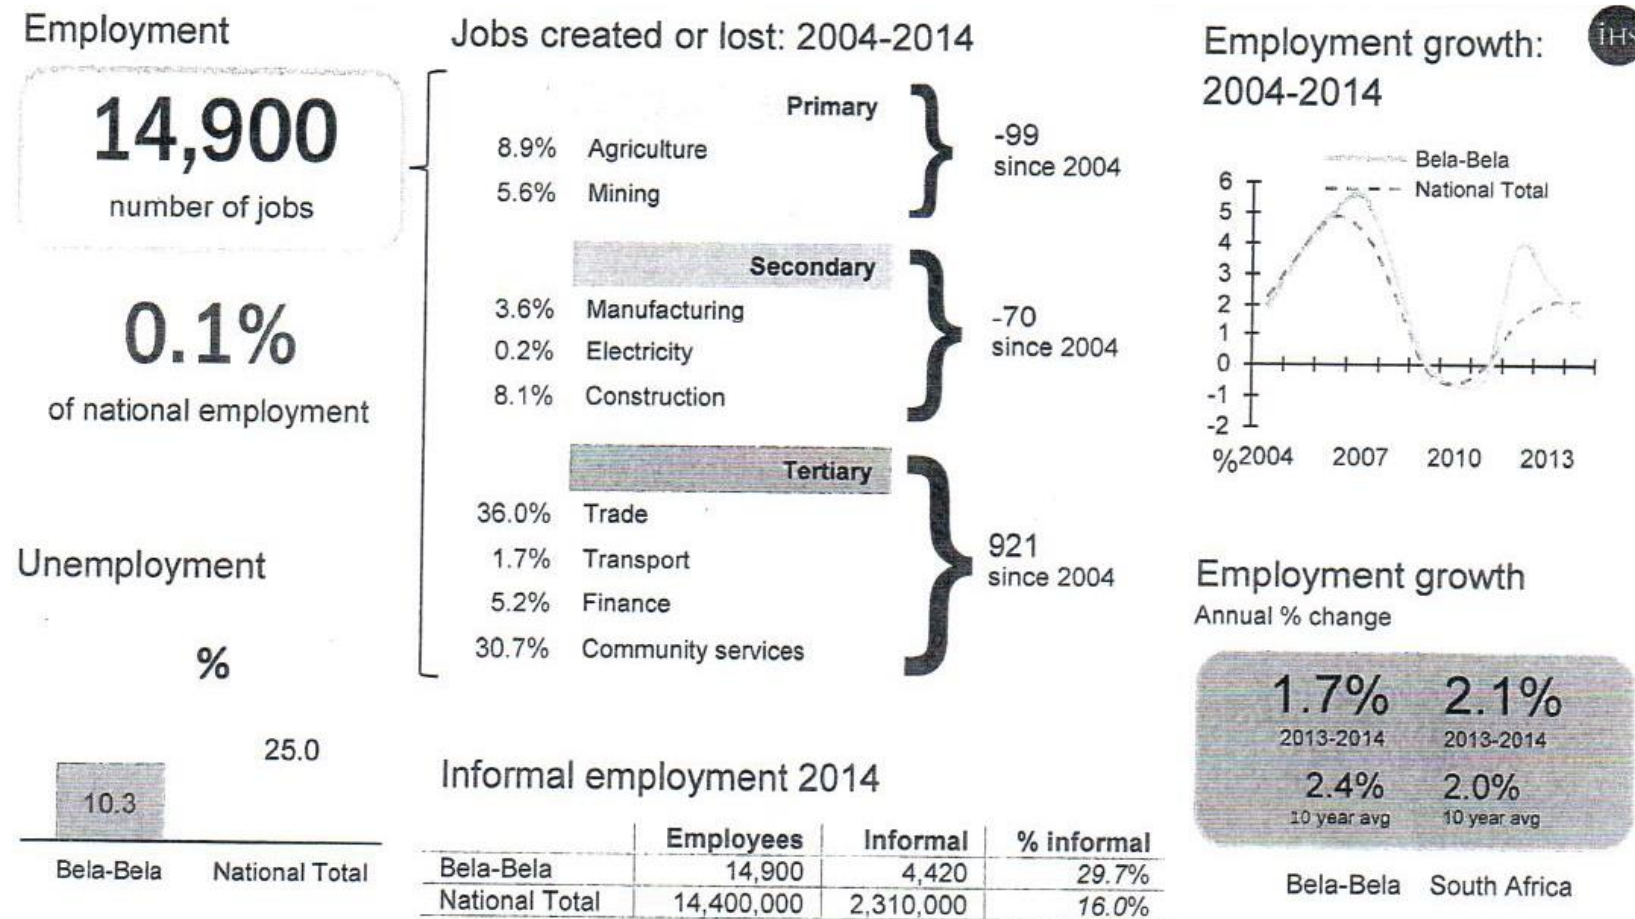 Employment
14,900
number of jobs
0.1%
of national employment
Unemployment
%
25.0
10.3
Bela-Bela National Total
Jobs created or lost: 2004-2014
Primary
8.9% Agriculture
5.6% Mining
-99
since 2004
Secondary
3.6% Manufacturing
0.2% Electricity
8.1% Construction
-70
since 2004
Tertiary
36.0% Trade
1.7% Transport
5.2% Finance
30.7% Community services
921
since 2004
Informal employment 2014
Employees Informal % informal
Bela-Bela 14,900 4,420 29.7%
National Total 14,400,000 2,310,000 16.0%
IHS
Employment growth:
2004-2014
Bela-Bela
National Total
6
5
4
3
2
1
0
-1
-2
% 2004 2007 2010 2013
Employment growth
Annual % change
1.7% 2.1%
2013-2014 2013-2014
2.4% 2.0%
10 year avg 10 year avg
Bela-Bela South Africa